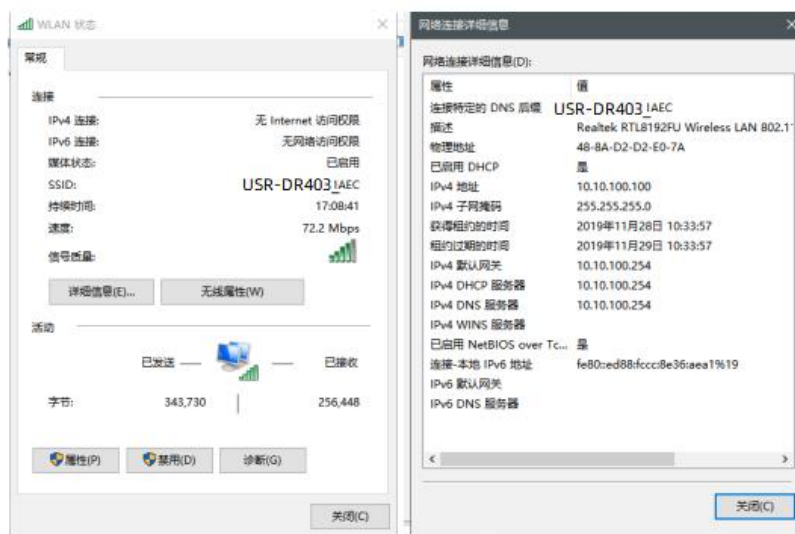 WLAN 状态
常规
连接
IPv4 连接: 无 Internet 访问权限
IPv6 连接: 无网络访问权限
媒体状态: 已启用
SSID: USR-DR403_IAEC
持续时间: 17:08:41
速度: 72.2 Mbps
信号质量:
详细信息(E)... 无线属性(W)
活动
已发送 已接收
字节: 343,730 256,448
属性(P) 禁用(D) 诊断(G)
关闭(C)
网络连接详细信息
网络连接详细信息(D):
属性 值
连接特定的 DNS 后缀 USR-DR403_IAEC
描述 Realtek RTL8192FU Wireless LAN 802.1
物理地址 48-8A-D2-D2-E0-7A
已启用 DHCP 是
IPv4 地址 10.10.100.100
IPv4 子网掩码 255.255.255.0
获得租约的时间 2019年11月28日 10:33:57
租约过期的时间 2019年11月29日 10:33:57
IPv4 默认网关 10.10.100.254
IPv4 DHCP 服务器 10.10.100.254
IPv4 DNS 服务器 10.10.100.254
IPv4 WINS 服务器
已启用 NetBIOS over Tc... 是
连接-本地 IPv6 地址 fe80::ed88:fccc:8e36:aea1%19
IPv6 默认网关
IPv6 DNS 服务器
关闭(C)